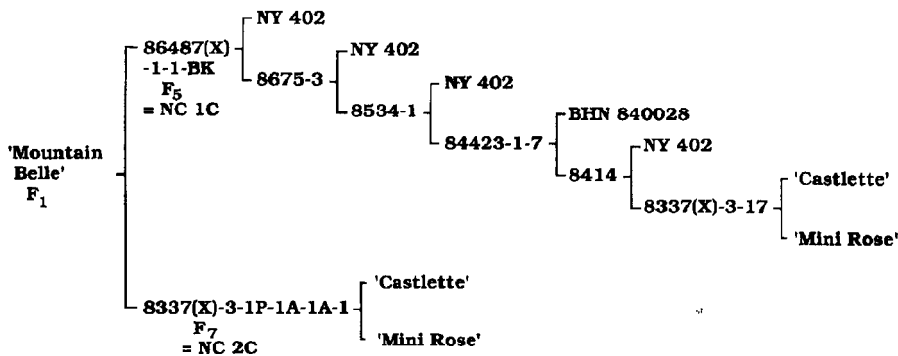 NY 402
86487(X)
-1-1-BK
F5
= NC 1C
NY 402
8675-3
NY 402
8534-1
BHN 840028
84423-1-7
NY 402
8414
'Castlette'
8337(X)-3-17
'Mini Rose'
'Mountain
Belle'
F1
'Castlette'
8337(X)-3-1P-1A-1A-1
F7
= NC 2C
'Mini Rose'